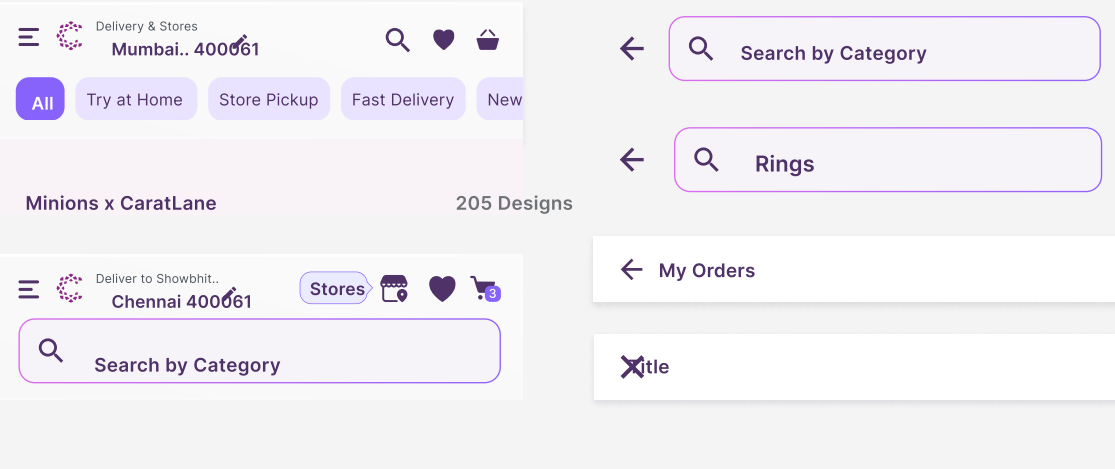 Delivery & Stores
Mumbai.. 400061
All
Try at Home
Store Pickup
Fast Delivery
New
Minions x CaratLane
205 Designs
Deliver to Showbhit..
Chennai 400061
Stores
3
Search by Category
Search by Category
Rings
My Orders
Title